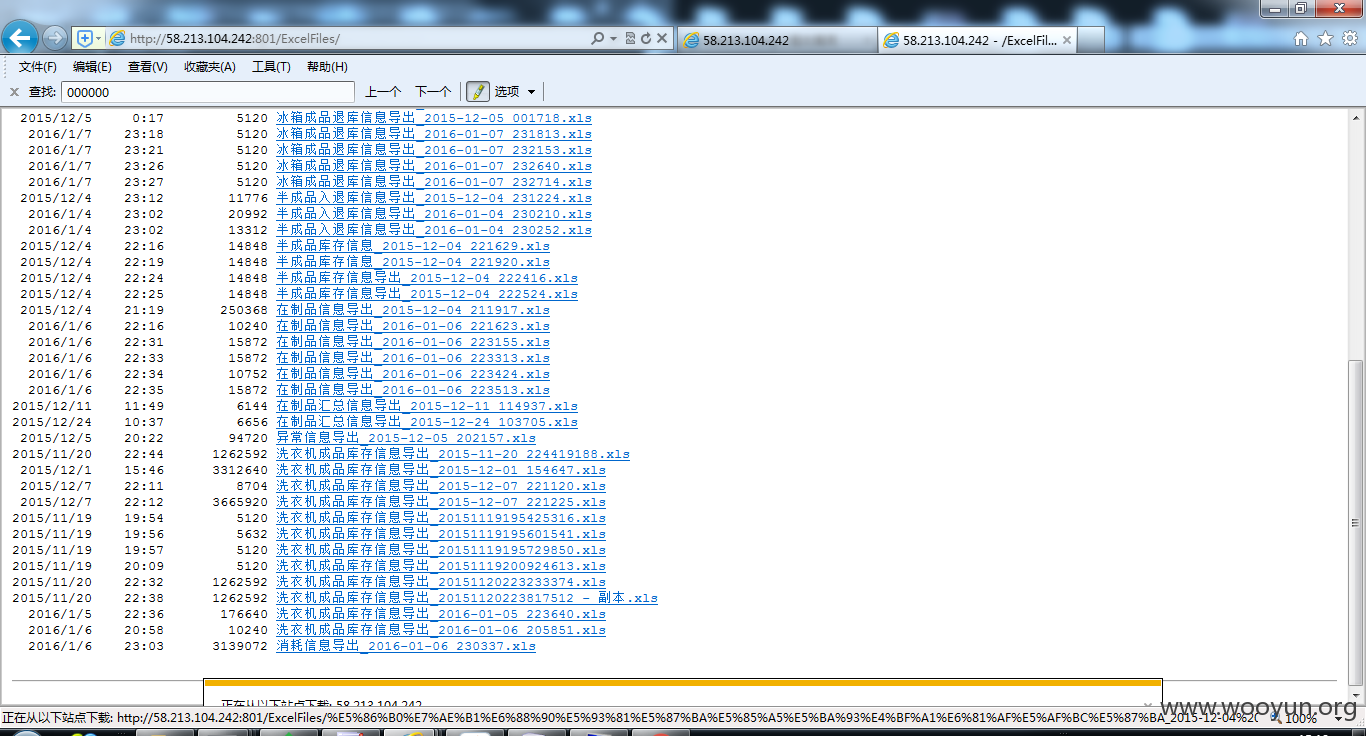 http://58.213.104.242:801/ExcelFiles/
58.213.104.242
58.213.104.242 - /ExcelFil...
文件(F) 编辑(E) 查看(V) 收藏夹(A) 工具(T) 帮助(H)
查找: 000000 上一个 下一个 选项
2015/12/5 0:17 5120 冰箱成品退库信息导出_2015-12-05 001718.xls
2016/1/7 23:18 5120 冰箱成品退库信息导出_2016-01-07 231813.xls
2016/1/7 23:21 5120 冰箱成品退库信息导出_2016-01-07 232153.xls
2016/1/7 23:26 5120 冰箱成品退库信息导出_2016-01-07 232640.xls
2016/1/7 23:27 5120 冰箱成品退库信息导出_2016-01-07 232714.xls
2015/12/4 23:12 11776 半成品入退库信息导出_2015-12-04 231224.xls
2016/1/4 23:02 20992 半成品入退库信息导出_2016-01-04 230210.xls
2016/1/4 23:02 13312 半成品入退库信息导出_2016-01-04 230252.xls
2015/12/4 22:16 14848 半成品库存信息_2015-12-04 221629.xls
2015/12/4 22:19 14848 半成品库存信息_2015-12-04 221920.xls
2015/12/4 22:24 14848 半成品库存信息导出_2015-12-04 222416.xls
2015/12/4 22:25 14848 半成品库存信息导出_2015-12-04 222524.xls
2015/12/4 21:19 250368 在制品信息导出_2015-12-04 211917.xls
2016/1/6 22:16 10240 在制品信息导出_2016-01-06 221623.xls
2016/1/6 22:31 15872 在制品信息导出_2016-01-06 223155.xls
2016/1/6 22:33 15872 在制品信息导出_2016-01-06 223313.xls
2016/1/6 22:34 10752 在制品信息导出_2016-01-06 223424.xls
2016/1/6 22:35 15872 在制品信息导出_2016-01-06 223513.xls
2015/12/11 11:49 6144 在制品汇总信息导出_2015-12-11 114937.xls
2015/12/24 10:37 6656 在制品汇总信息导出_2015-12-24 103705.xls
2015/12/5 20:22 94720 异常信息导出_2015-12-05 202157.xls
2015/11/20 22:44 1262592 洗衣机成品库存信息导出_2015-11-20 224419188.xls
2015/12/1 15:46 3312640 洗衣机成品库存信息导出_2015-12-01 154647.xls
2015/12/7 22:11 8704 洗衣机成品库存信息导出_2015-12-07 221120.xls
2015/12/7 22:12 3665920 洗衣机成品库存信息导出_2015-12-07 221225.xls
2015/11/19 19:54 5120 洗衣机成品库存信息导出_20151119195425316.xls
2015/11/19 19:56 5632 洗衣机成品库存信息导出_20151119195601541.xls
2015/11/19 19:57 5120 洗衣机成品库存信息导出_20151119195729850.xls
2015/11/19 20:09 5120 洗衣机成品库存信息导出_20151119200924613.xls
2015/11/20 22:32 1262592 洗衣机成品库存信息导出_20151120223233374.xls
2015/11/20 22:38 1262592 洗衣机成品库存信息导出_20151120223817512 - 副本.xls
2016/1/5 22:36 176640 洗衣机成品库存信息导出_2016-01-05 223640.xls
2016/1/6 20:58 10240 洗衣机成品库存信息导出_2016-01-06 205851.xls
2016/1/6 23:03 3139072 消耗信息导出_2016-01-06 230337.xls
正在从以下站点下载: 58.213.104.242
正在从以下站点下载: http://58.213.104.242:801/ExcelFiles/%E5%86%B0%E7%AE%B1%E6%88%90%E5%93%81%E5%87%BA%E5%85%A5%E5%BA%93%E4%BF%A1%E6%81%AF%E5%AF%BC%E5%87%BA_2015-12-04%20 100%
www.wooyun.org